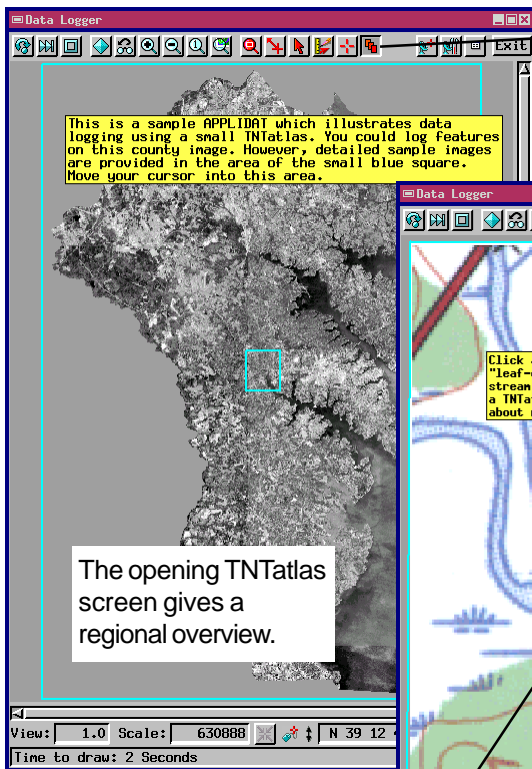 Data Logger
Exit
This is a sample APPLIDAT which illustrates data
logging using a small TNTatlas. You could log features
on this county image. However, detailed sample images
are provided in the area of the small blue square.
Move your cursor into this area.
Data Logger
Click
"leaf-
stream
a TNTa
about
The opening TNTatlas
screen gives a
regional overview.
View: 1.0 Scale: 630888 N 39 12
Time to draw: 2 Seconds